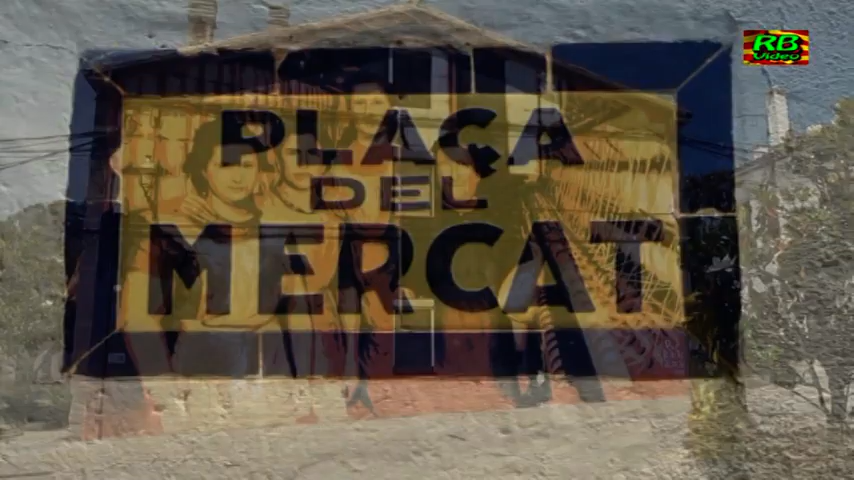 RB
Video
PLAÇA
DEL
MERCAT